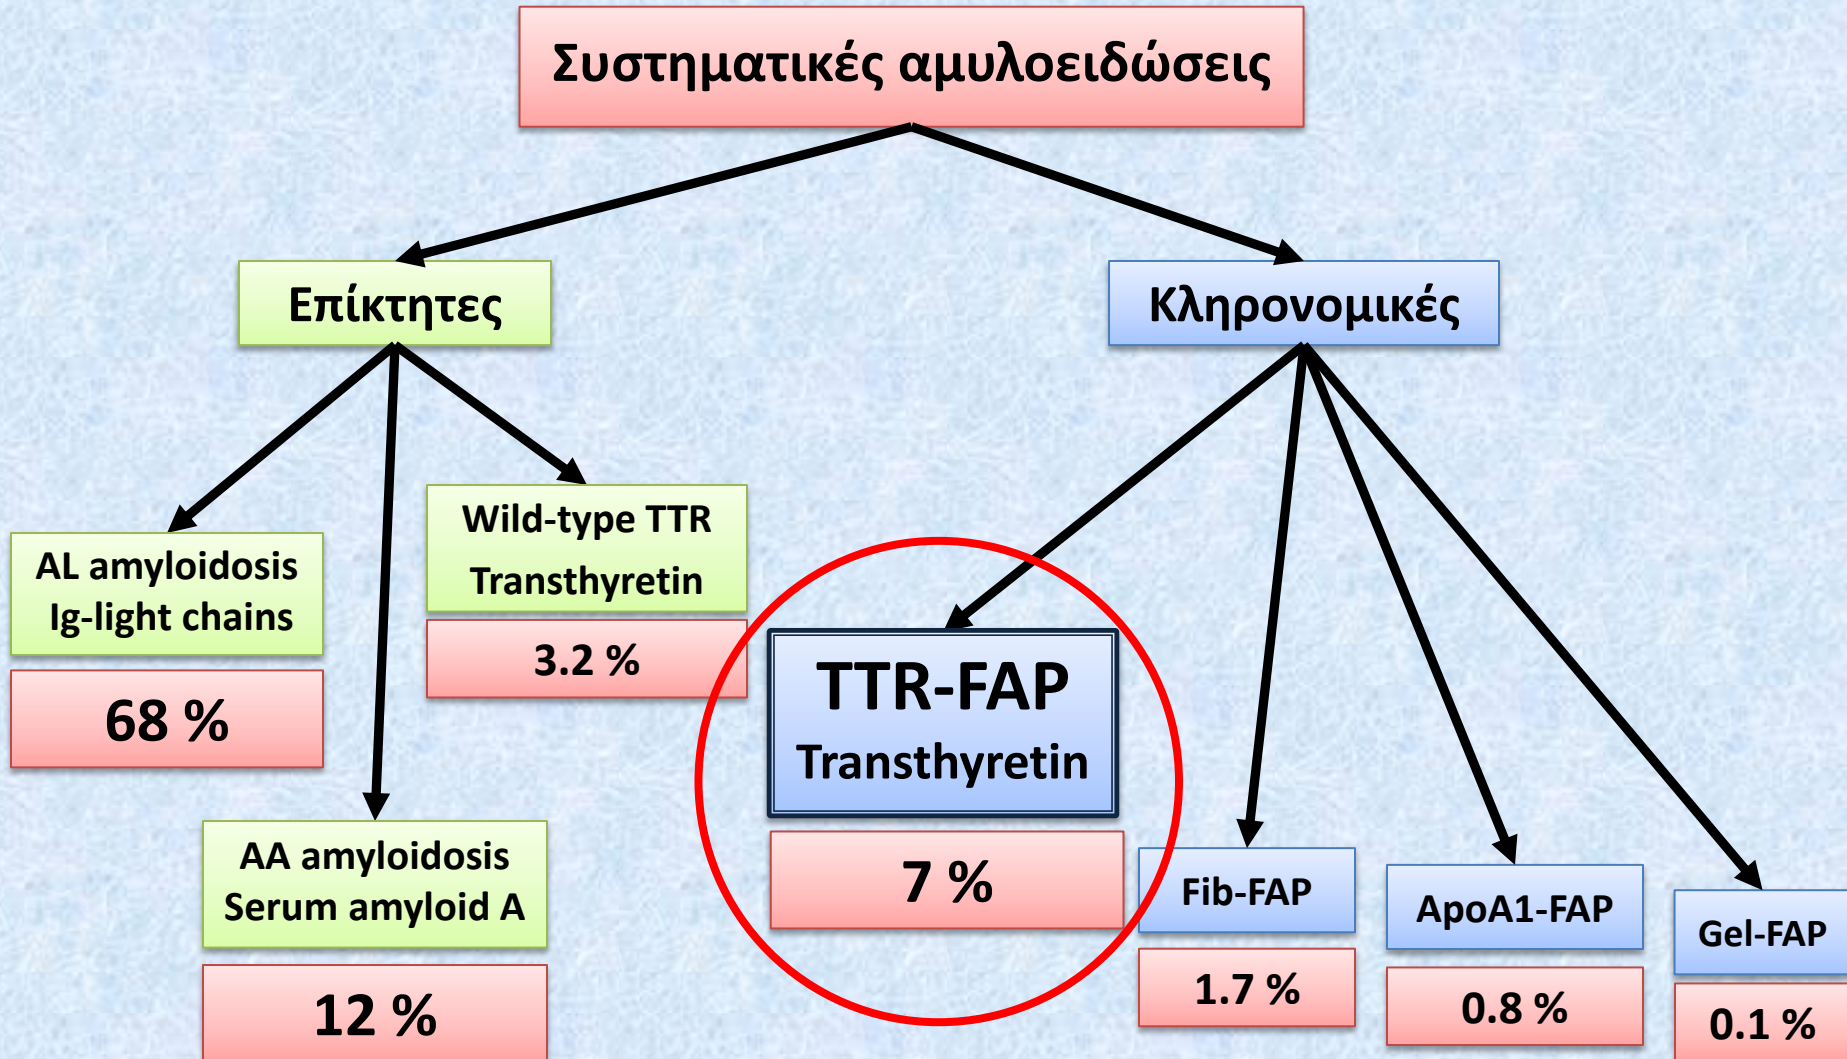 Συστηματικές αμυλοειδώσεις
Επίκτητες
Κληρονομικές
AL amyloidosis
Ig-light chains
68 %
AA amyloidosis
Serum amyloid A
12 %
Wild-type TTR
Transthyretin
3.2 %
TTR-FAP
Transthyretin
7 %
Fib-FAP
1.7 %
ApoA1-FAP
0.8 %
Gel-FAP
0.1 %